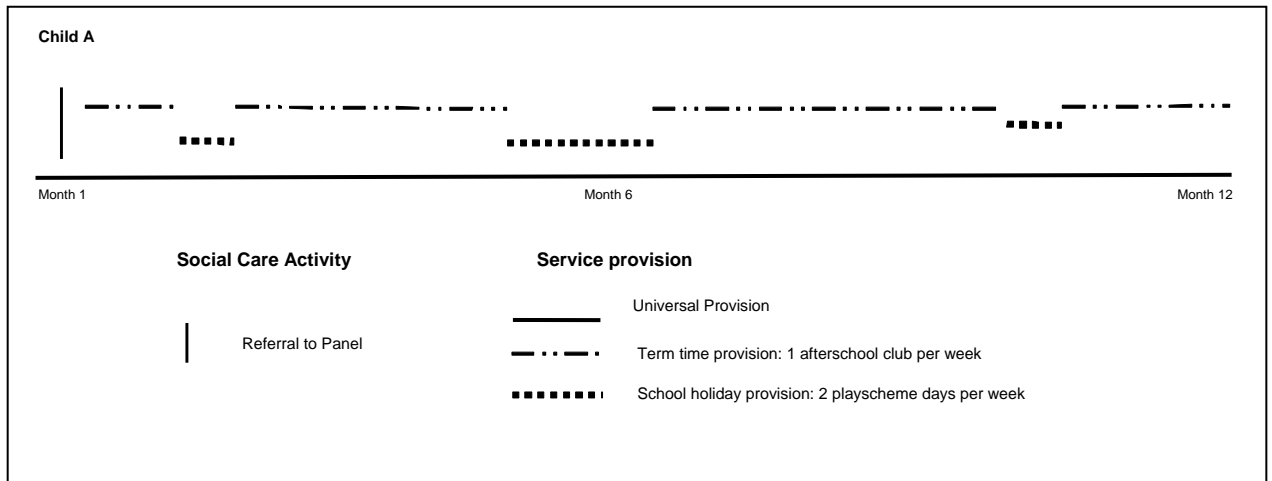 Child A
Month 1 Month 6 Month 12
Social Care Activity Service provision
Universal Provision
Referral to Panel
Term time provision: 1 afterschool club per week
School holiday provision: 2 playscheme days per week